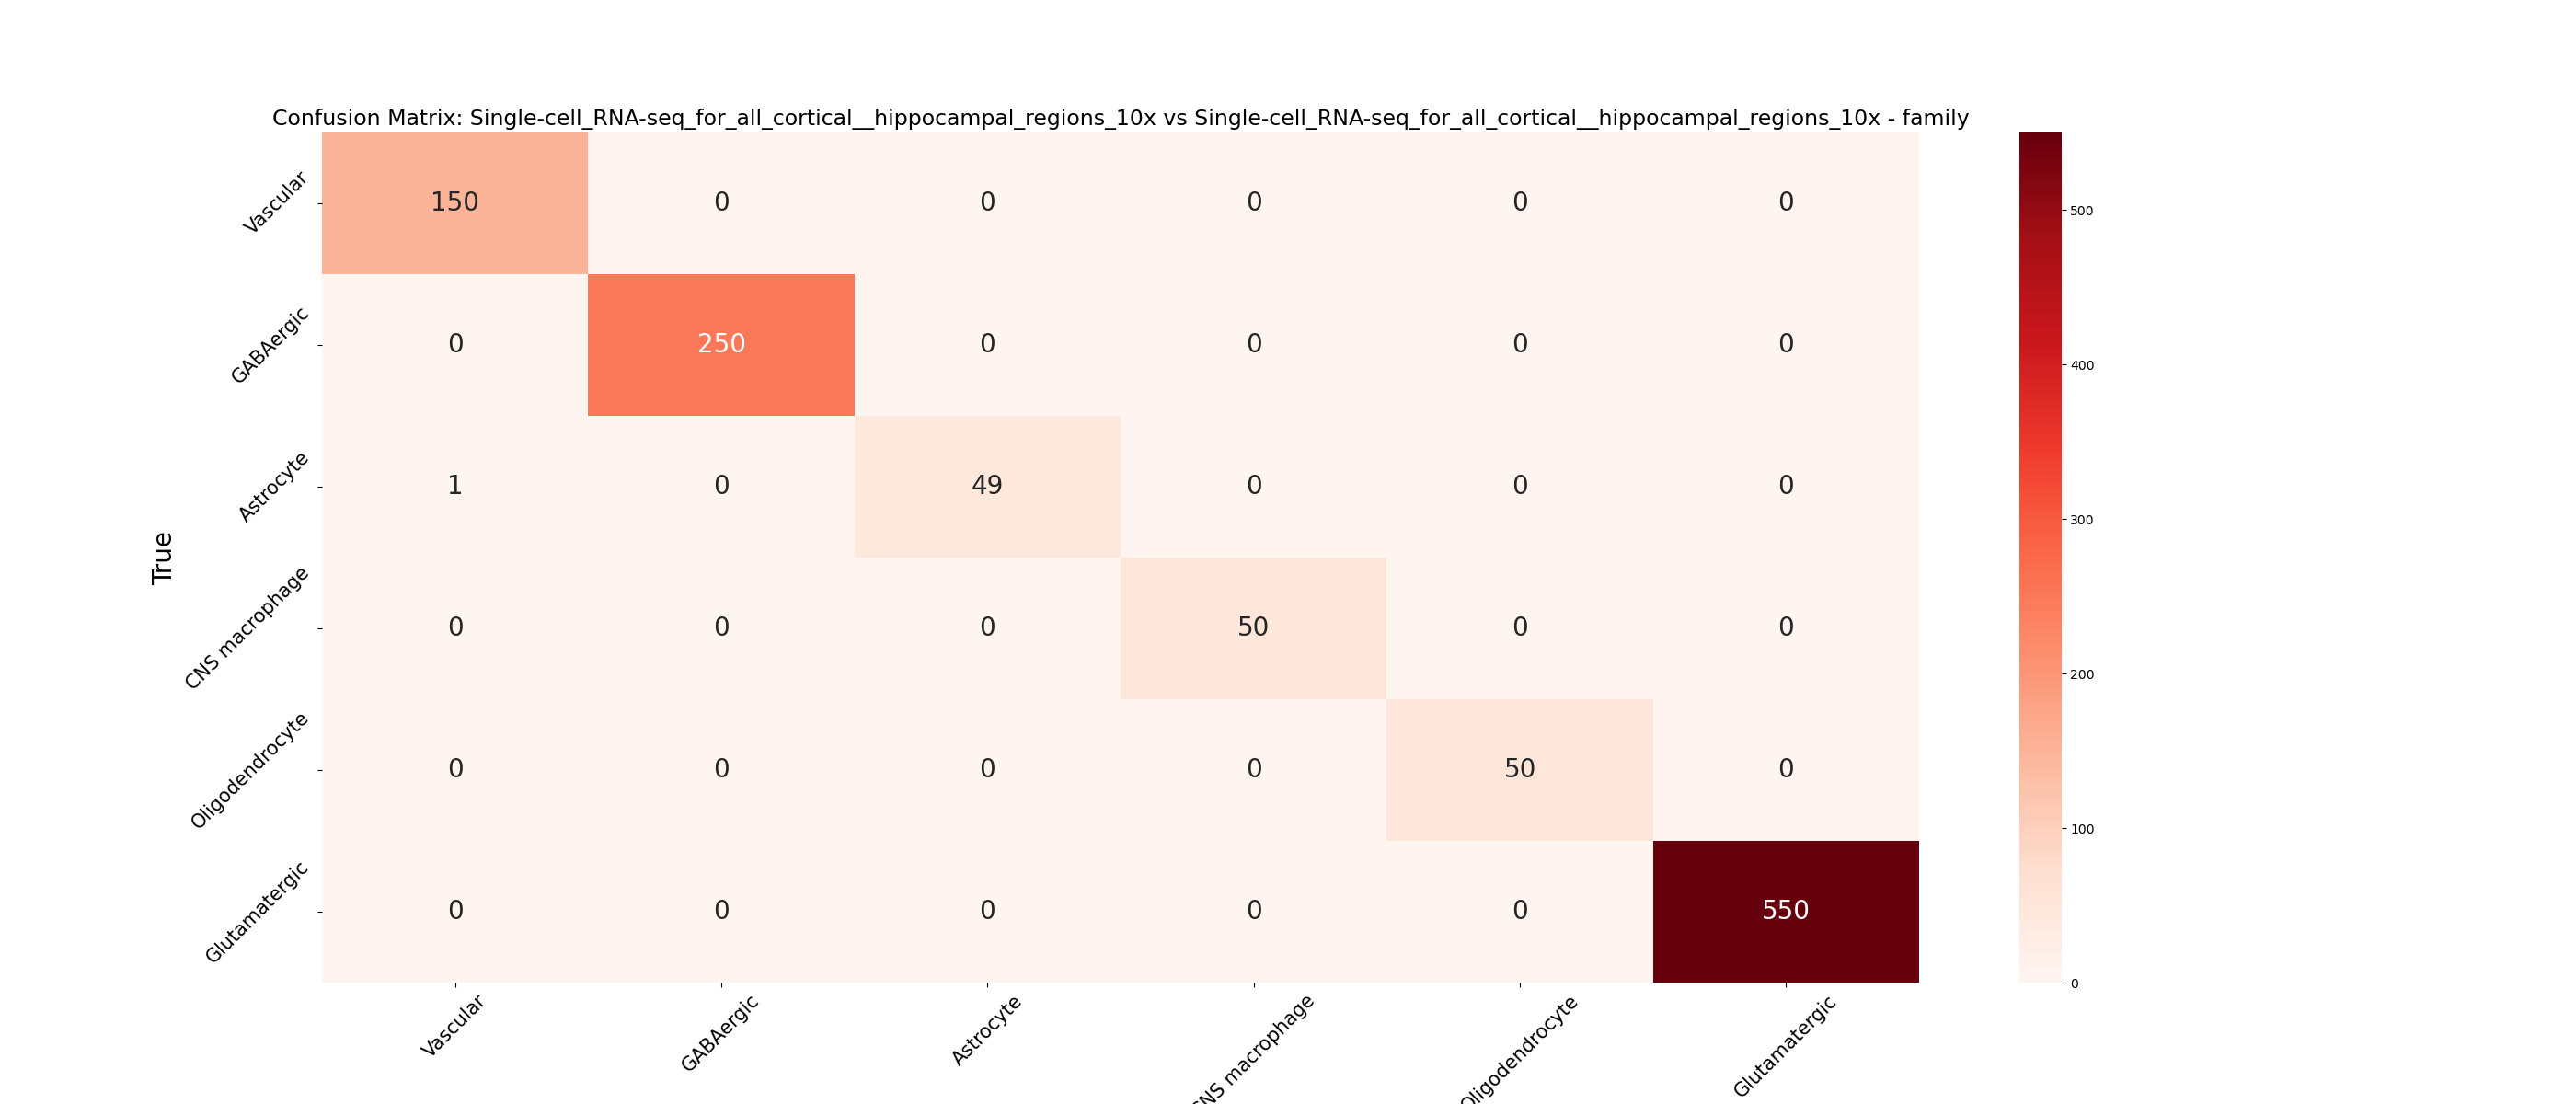 Confusion Matrix: Single-cell_RNA-seq_for_all_cortical__hippocampal_regions_10x vs Single-cell_RNA-seq_for_all_cortical__hippocampal_regions_10x - family
True
Vascular 150 0 0 0 0 0
GABAergic 0 250 0 0 0 0
Astrocyte 1 0 49 0 0 0
CNS macrophage 0 0 0 50 0 0
Oligodendrocyte 0 0 0 0 50 0
Glutamatergic 0 0 0 0 0 550
Vascular GABAergic Astrocyte CNS macrophage Oligodendrocyte Glutamatergic
500
400
300
200
100
0